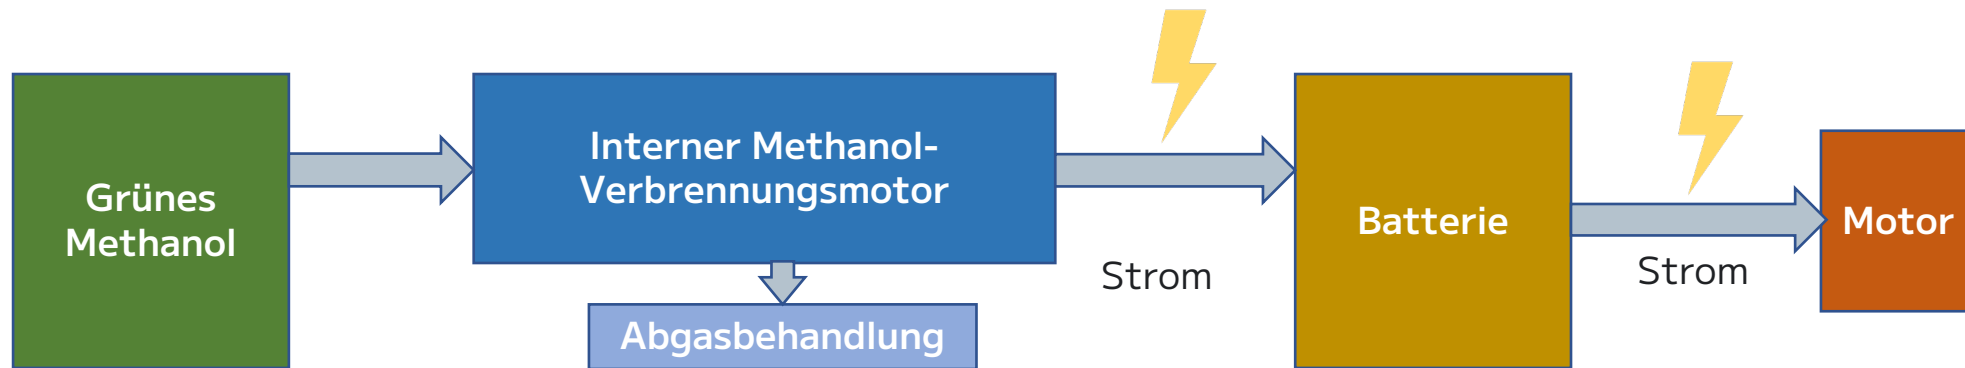 Grünes
Methanol
Interner Methanol-
Verbrennungsmotor
Abgasbehandlung
Strom
Batterie
Strom
Motor